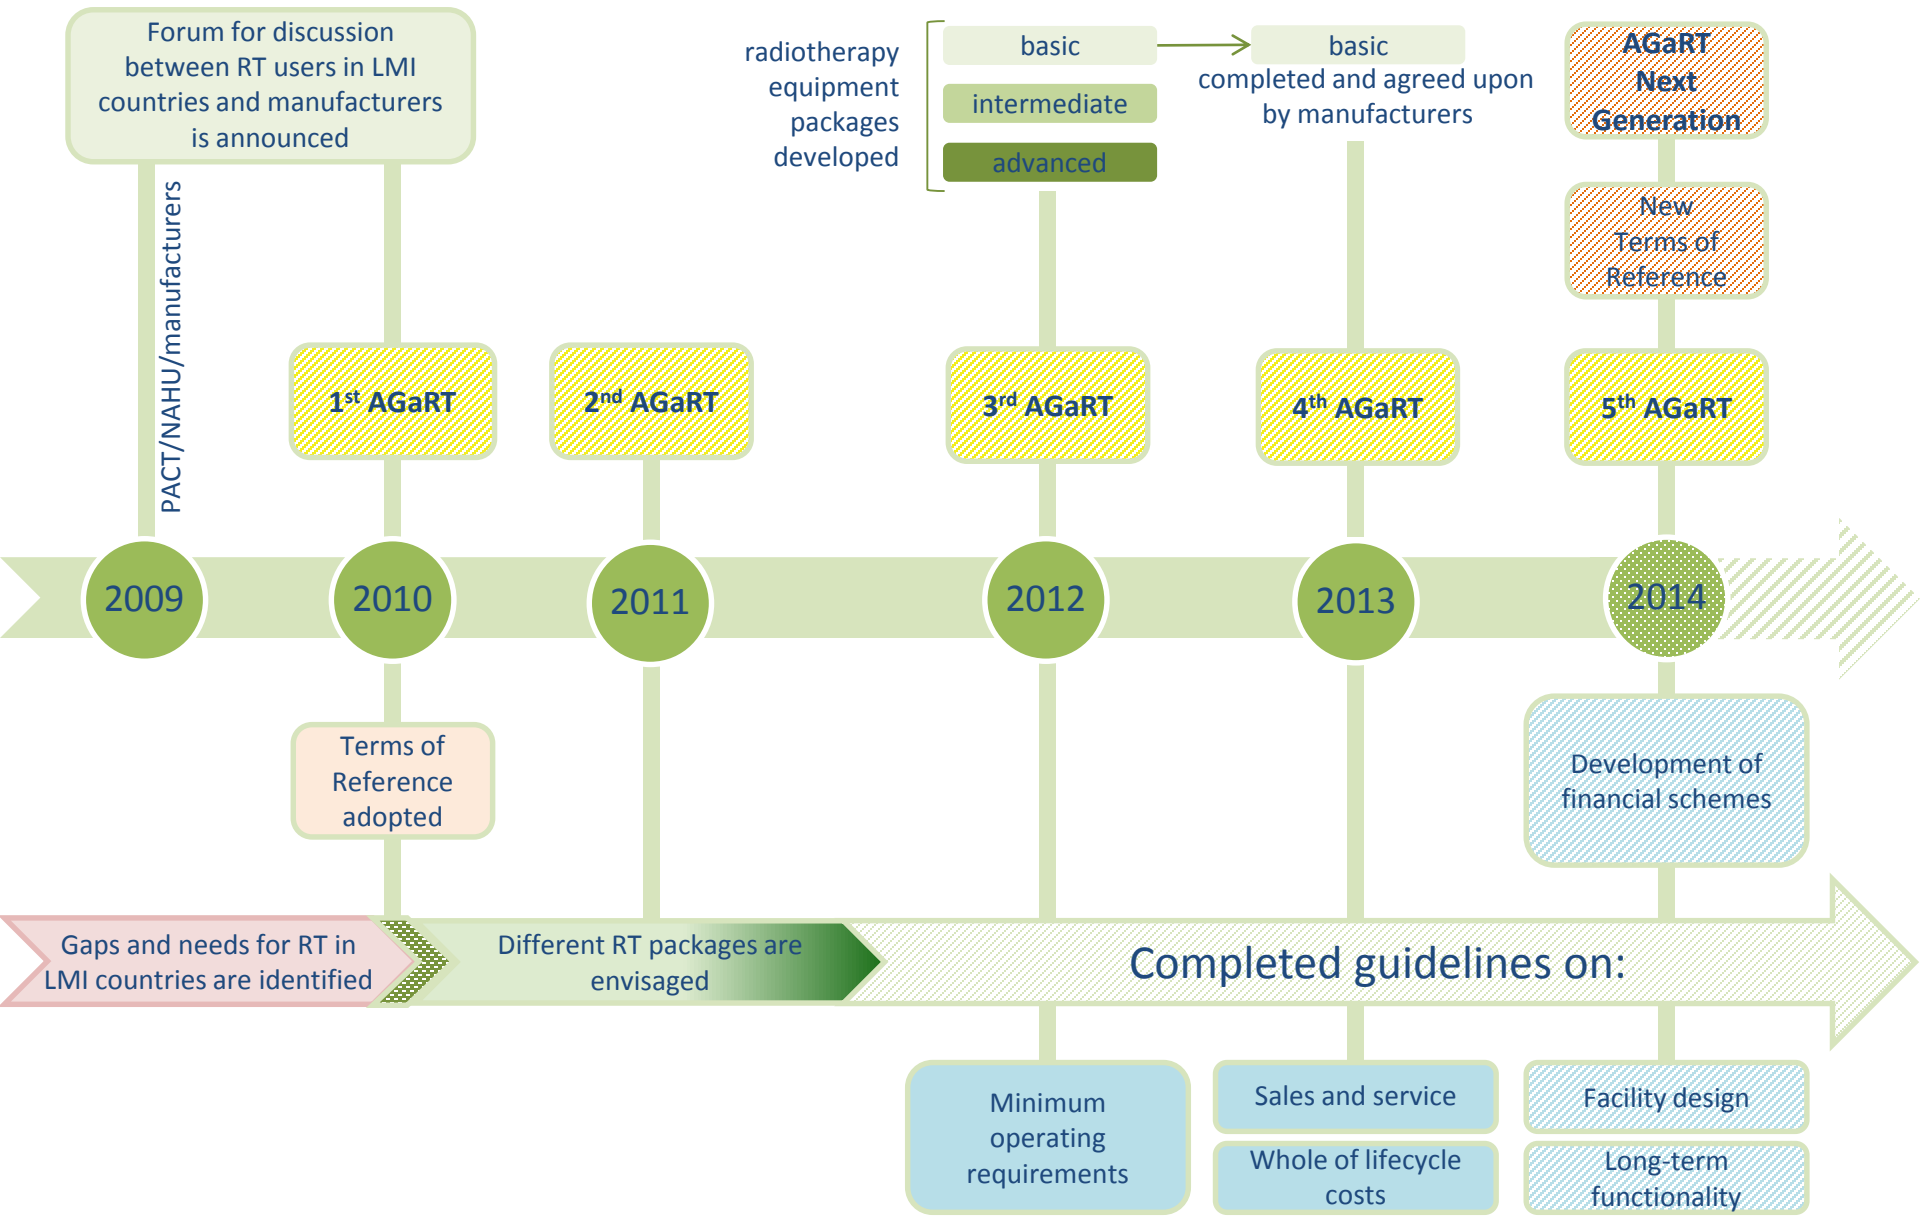 Forum for discussion
between RT users in LMI
countries and manufacturers
is announced
PACT/NAHU/manufacturers
radiotherapy
equipment
packages
developed
basic
intermediate
advanced
basic
completed and agreed upon
by manufacturers
AGaRT
Next
Generation
New
Terms of
Reference
1st AGaRT
2nd AGaRT
3rd AGaRT
4th AGaRT
5th AGaRT
2009
2010
2011
2012
2013
2014
Terms of
Reference
adopted
Development of
financial schemes
Gaps and needs for RT in
LMI countries are identified
Different RT packages are
envisaged
Completed guidelines on:
Minimum
operating
requirements
Sales and service
Whole of lifecycle
costs
Facility design
Long-term
functionality